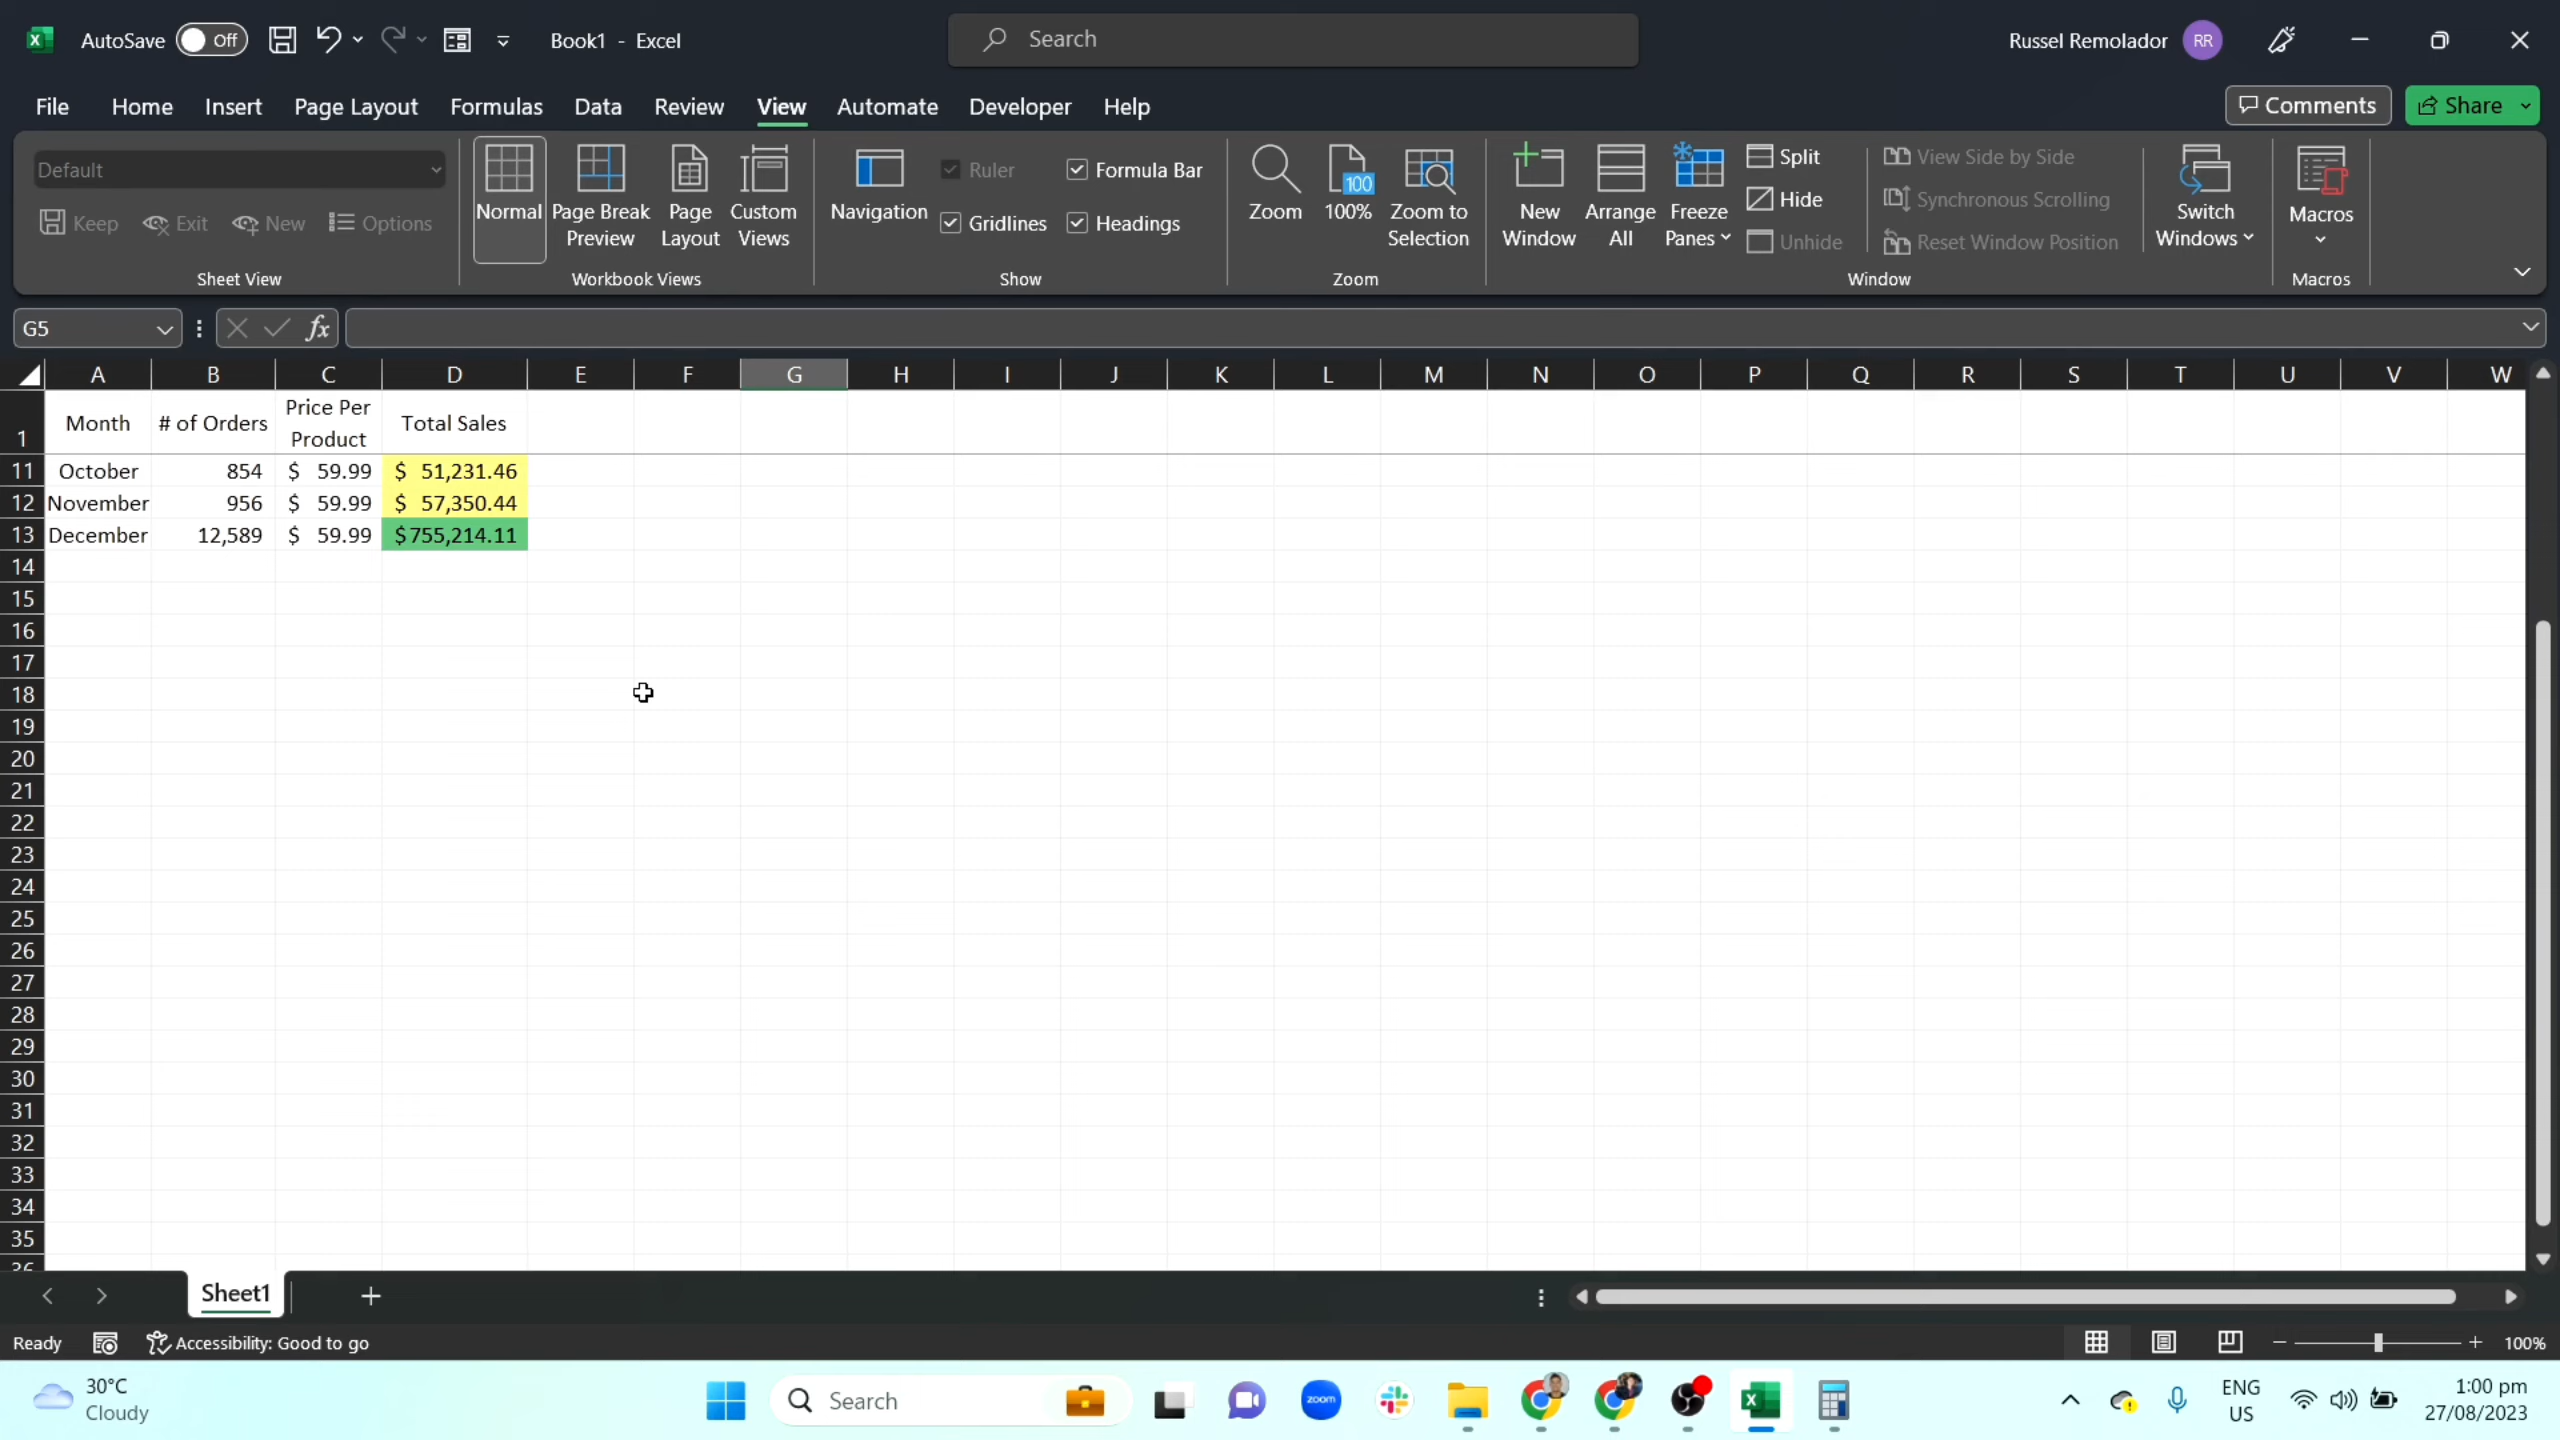 AutoSave Off Book1 - Excel Search Russel Remolador RR
File Home Insert Page Layout Formulas Data Review View Automate Developer Help Comments Share
Default
Keep Exit New Options
Sheet View
Normal
Page Break Preview
Page Layout
Custom Views
Workbook Views
Navigation
Ruler Formula Bar
Gridlines Headings
Show
Zoom
100
100%
Zoom to Selection
Zoom
New Window
Arrange All
Freeze Panes
Split
Hide
Unhide
View Side by Side
Synchronous Scrolling
Reset Window Position
Switch Windows
Window
Macros
Macros
G5 fx
A B C D E F G H I J K L M N O P Q R S T U V W
1 Month # of Orders Price Per Product Total Sales
11 October 854 $ 59.99 $ 51,231.46
12 November 956 $ 59.99 $ 57,350.44
13 December 12,589 $ 59.99 $755,214.11
14
15
16
17
18
19
20
21
22
23
24
25
26
27
28
29
30
31
32
33
34
35
36
Sheet1
Ready Accessibility: Good to go 100%
30°C
Cloudy
Search
zoom
ENG
US
1:00 pm
27/08/2023